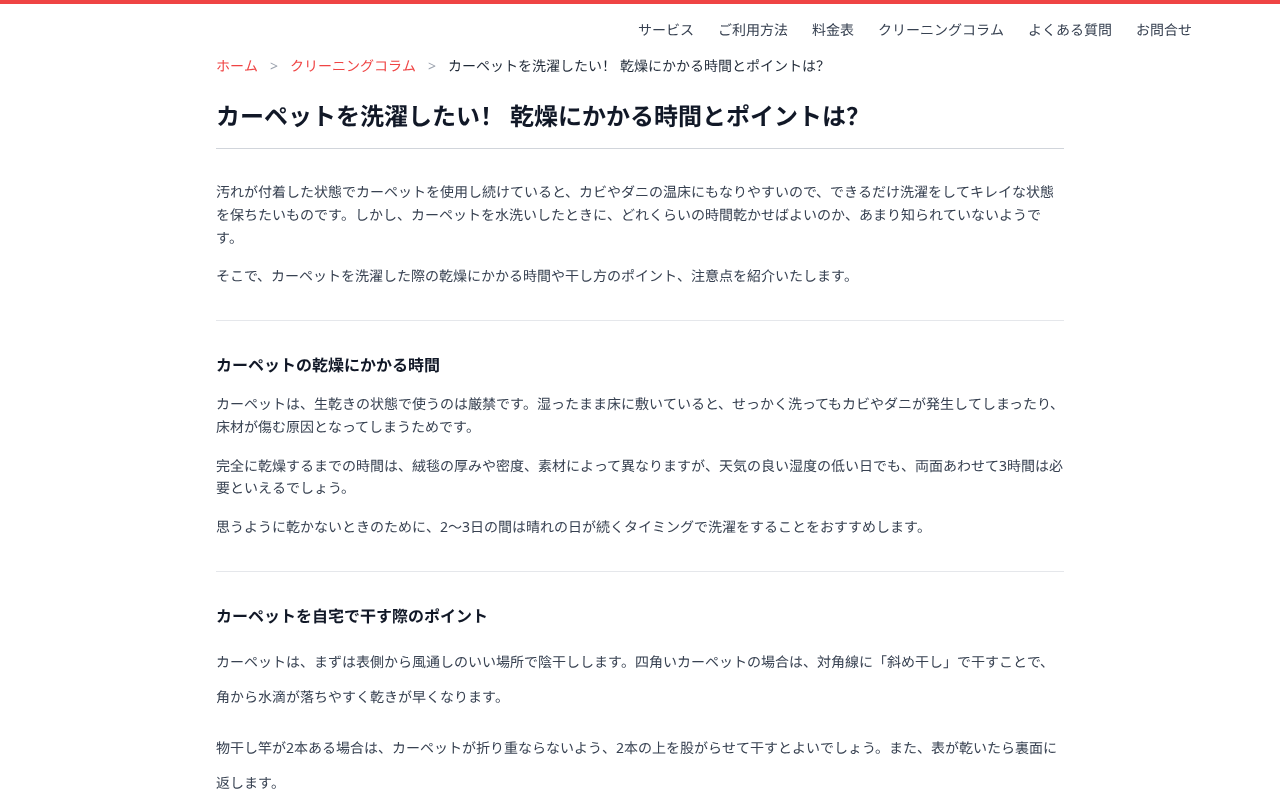 サービス ご利用方法 料金表 クリーニングコラム よくある質問 お問合せ
ホーム > クリーニングコラム > カーペットを洗濯したい！ 乾燥にかかる時間とポイントは？
カーペットを洗濯したい！ 乾燥にかかる時間とポイントは？
汚れが付着した状態でカーペットを使用し続けていると、カビやダニの温床にもなりやすいので、できるだけ洗濯をしてキレイな状態
を保ちたいものです。しかし、カーペットを水洗いしたときに、どれくらいの時間乾かせばよいのか、あまり知られていないようで
す。
そこで、カーペットを洗濯した際の乾燥にかかる時間や干し方のポイント、注意点を紹介いたします。
カーペットの乾燥にかかる時間
カーペットは、生乾きの状態で使うのは厳禁です。湿ったまま床に敷いていると、せっかく洗ってもカビやダニが発生してしまったり、
床材が傷む原因となってしまうためです。
完全に乾燥するまでの時間は、絨毯の厚みや密度、素材によって異なりますが、天気の良い湿度の低い日でも、両面あわせて3時間は必
要といえるでしょう。
思うように乾かないときのために、2〜3日の間は晴れの日が続くタイミングで洗濯をすることをおすすめします。
カーペットを自宅で干す際のポイント
カーペットは、まずは表側から風通しのいい場所で陰干しします。四角いカーペットの場合は、対角線に「斜め干し」で干すことで、
角から水滴が落ちやすく乾きが早くなります。
物干し竿が2本ある場合は、カーペットが折り重ならないよう、2本の上を股がらせて干すとよいでしょう。また、表が乾いたら裏面に
返します。